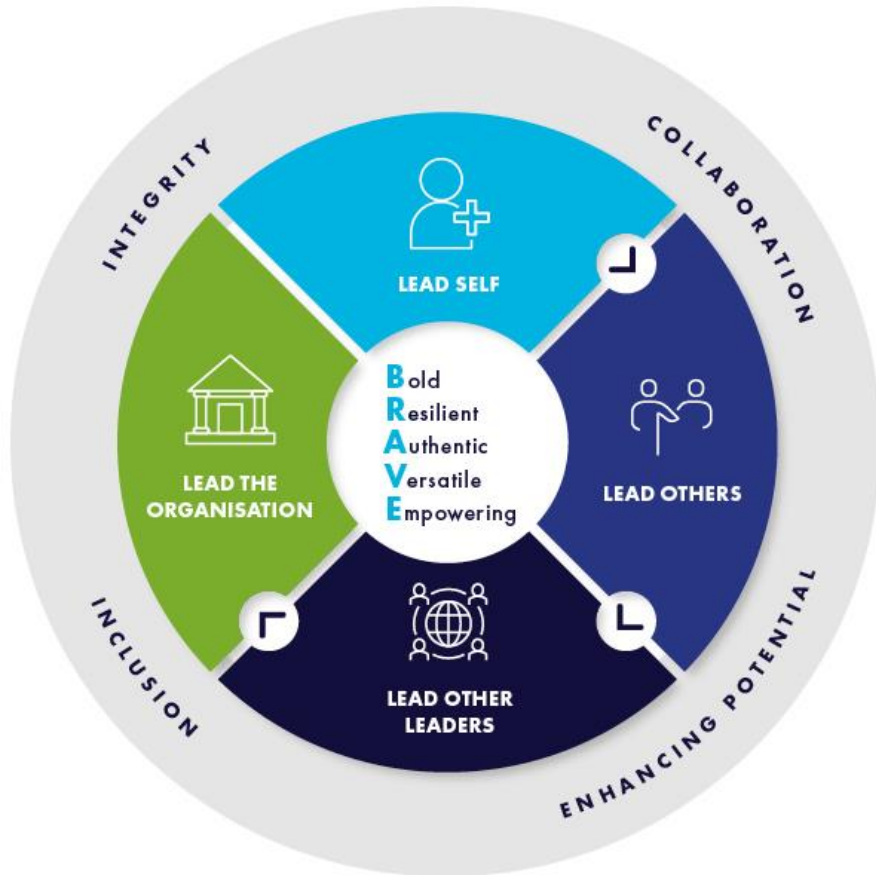 INTEGRITY
COLLABORATION
LEAD SELF
Bold
Resilient
Authentic
Versatile
Empowering
LEAD THE
ORGANISATION
LEAD OTHERS
LEAD OTHER
LEADERS
INCLUSION
ENHANCING POTENTIAL